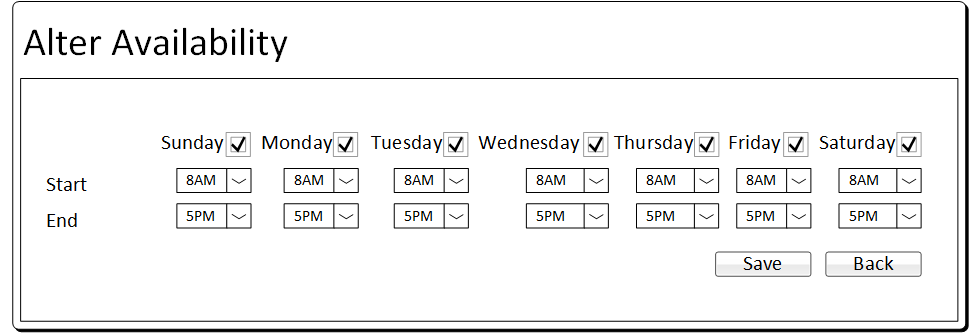 Alter Availability
Sunday Monday Tuesday Wednesday Thursday Friday Saturday
Start 8AM 8AM 8AM 8AM 8AM 8AM 8AM
End 5PM 5PM 5PM 5PM 5PM 5PM 5PM
Save Back